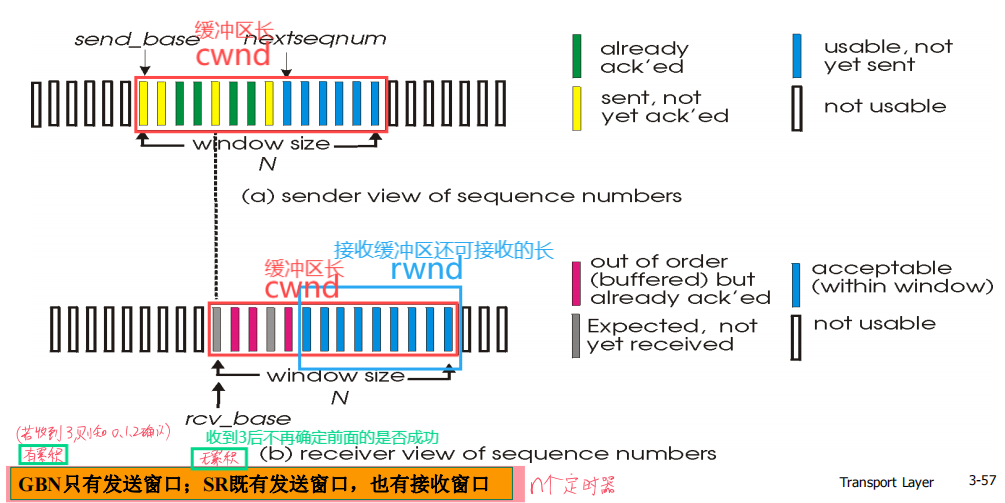 缓冲区长
send_base
cwnd
nextseqnum
already
ack'ed
usable, not
yet sent
sent, not
yet ack'ed
not usable
window size
N
(a) sender view of sequence numbers
接收缓冲区还可接收的长
缓冲区长
rwnd
cwnd
out of order
(buffered) but
already ack'ed
acceptable
(within window)
Expected, not
yet received
not usable
window size
N
rcv_base
(若收到3则知0,1,2确认)
收到3后不再确定前面的是否成功
有累积
无累积
(b) receiver view of sequence numbers
GBN只有发送窗口；SR既有发送窗口，也有接收窗口
n个定时器
Transport Layer
3-57